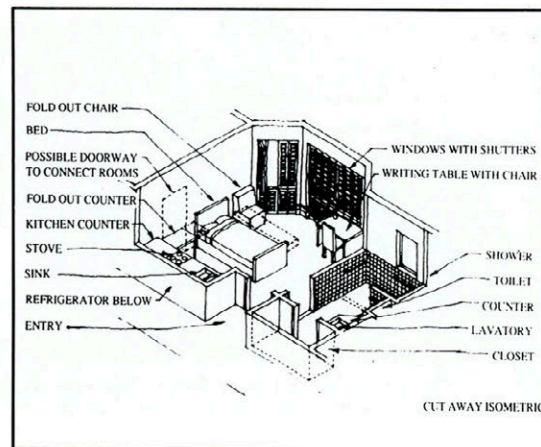 FOLD OUT CHAIR
BED
POSSIBLE DOORWAY
TO CONNECT ROOMS
FOLD OUT COUNTER
KITCHEN COUNTER
STOVE
SINK
REFRIGERATOR BELOW
ENTRY
WINDOWS WITH SHUTTERS
WRITING TABLE WITH CHAIR
SHOWER
TOILET
COUNTER
LAVATORY
CLOSET
CUT AWAY ISOMETRIC